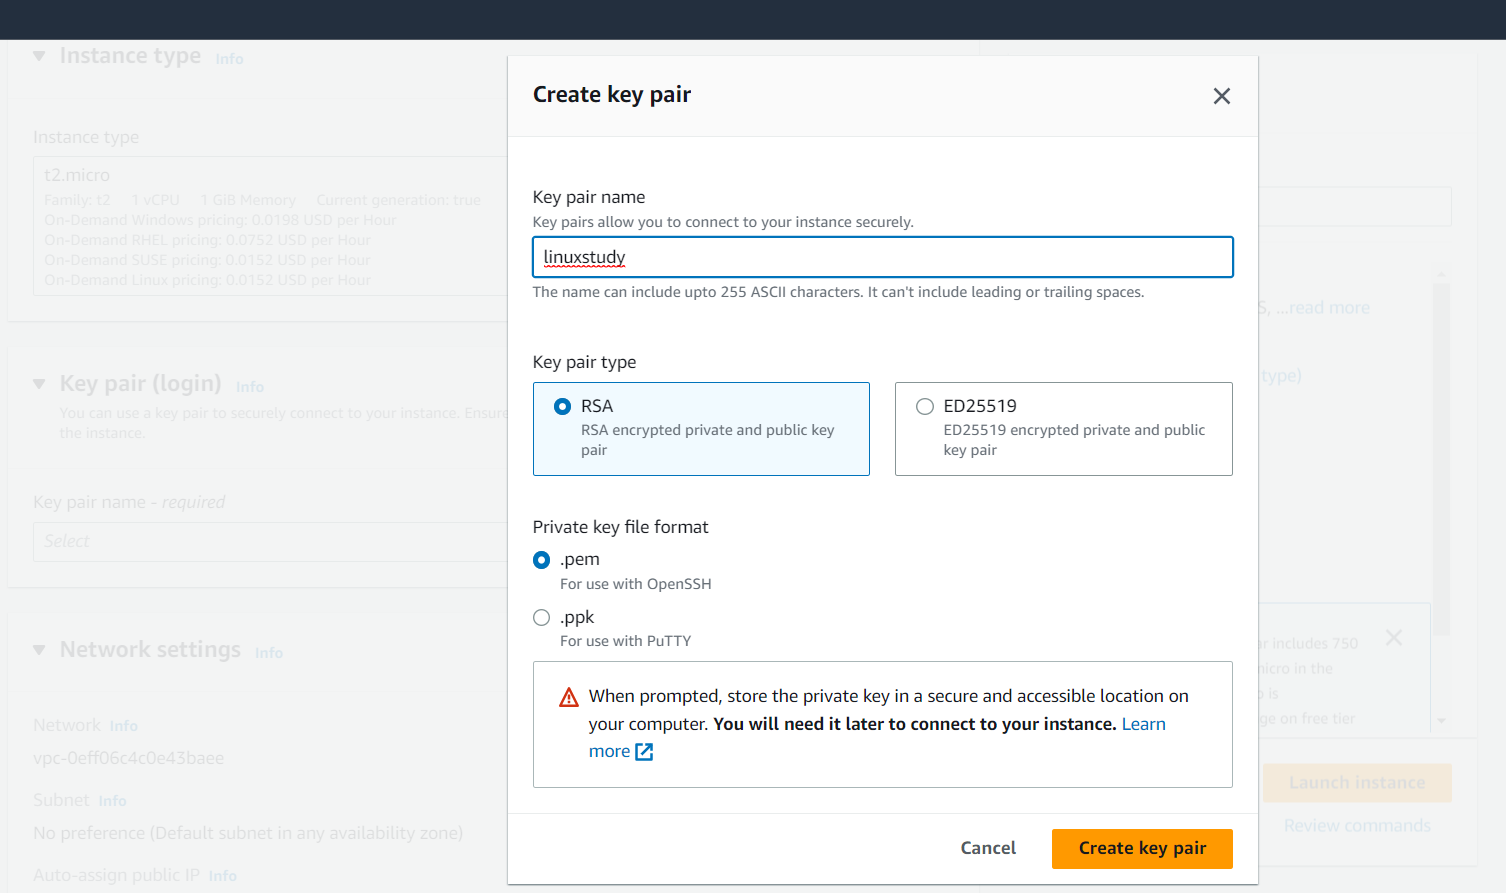 Instance type Info
Instance type
t2.micro
Family: t2 1 vCPU 1 GiB Memory Current generation: true
On-Demand Windows pricing: 0.0198 USD per Hour
On-Demand RHEL pricing: 0.0752 USD per Hour
On-Demand SUSE pricing: 0.0152 USD per Hour
On-Demand Linux pricing: 0.0152 USD per Hour
Key pair (login) Info
You can use a key pair to securely connect to your instance. Ensure
the instance.
Key pair name - required
Select
Network settings Info
Network Info
vpc-0eff06c4c0e43baee
Subnet Info
No preference (Default subnet in any availability zone)
Auto-assign public IP Info
Create key pair
Key pair name
Key pairs allow you to connect to your instance securely.
linuxstudy
The name can include upto 255 ASCII characters. It can't include leading or trailing spaces.
Key pair type
RSA
RSA encrypted private and public key
pair
ED25519
ED25519 encrypted private and public
key pair
Private key file format
.pem
For use with OpenSSH
.ppk
For use with PuTTY
When prompted, store the private key in a secure and accessible location on
your computer. You will need it later to connect to your instance. Learn
more
Cancel
Create key pair
...read more
type)
includes 750
micro in the
is
on free tier
Launch instance
Review commands